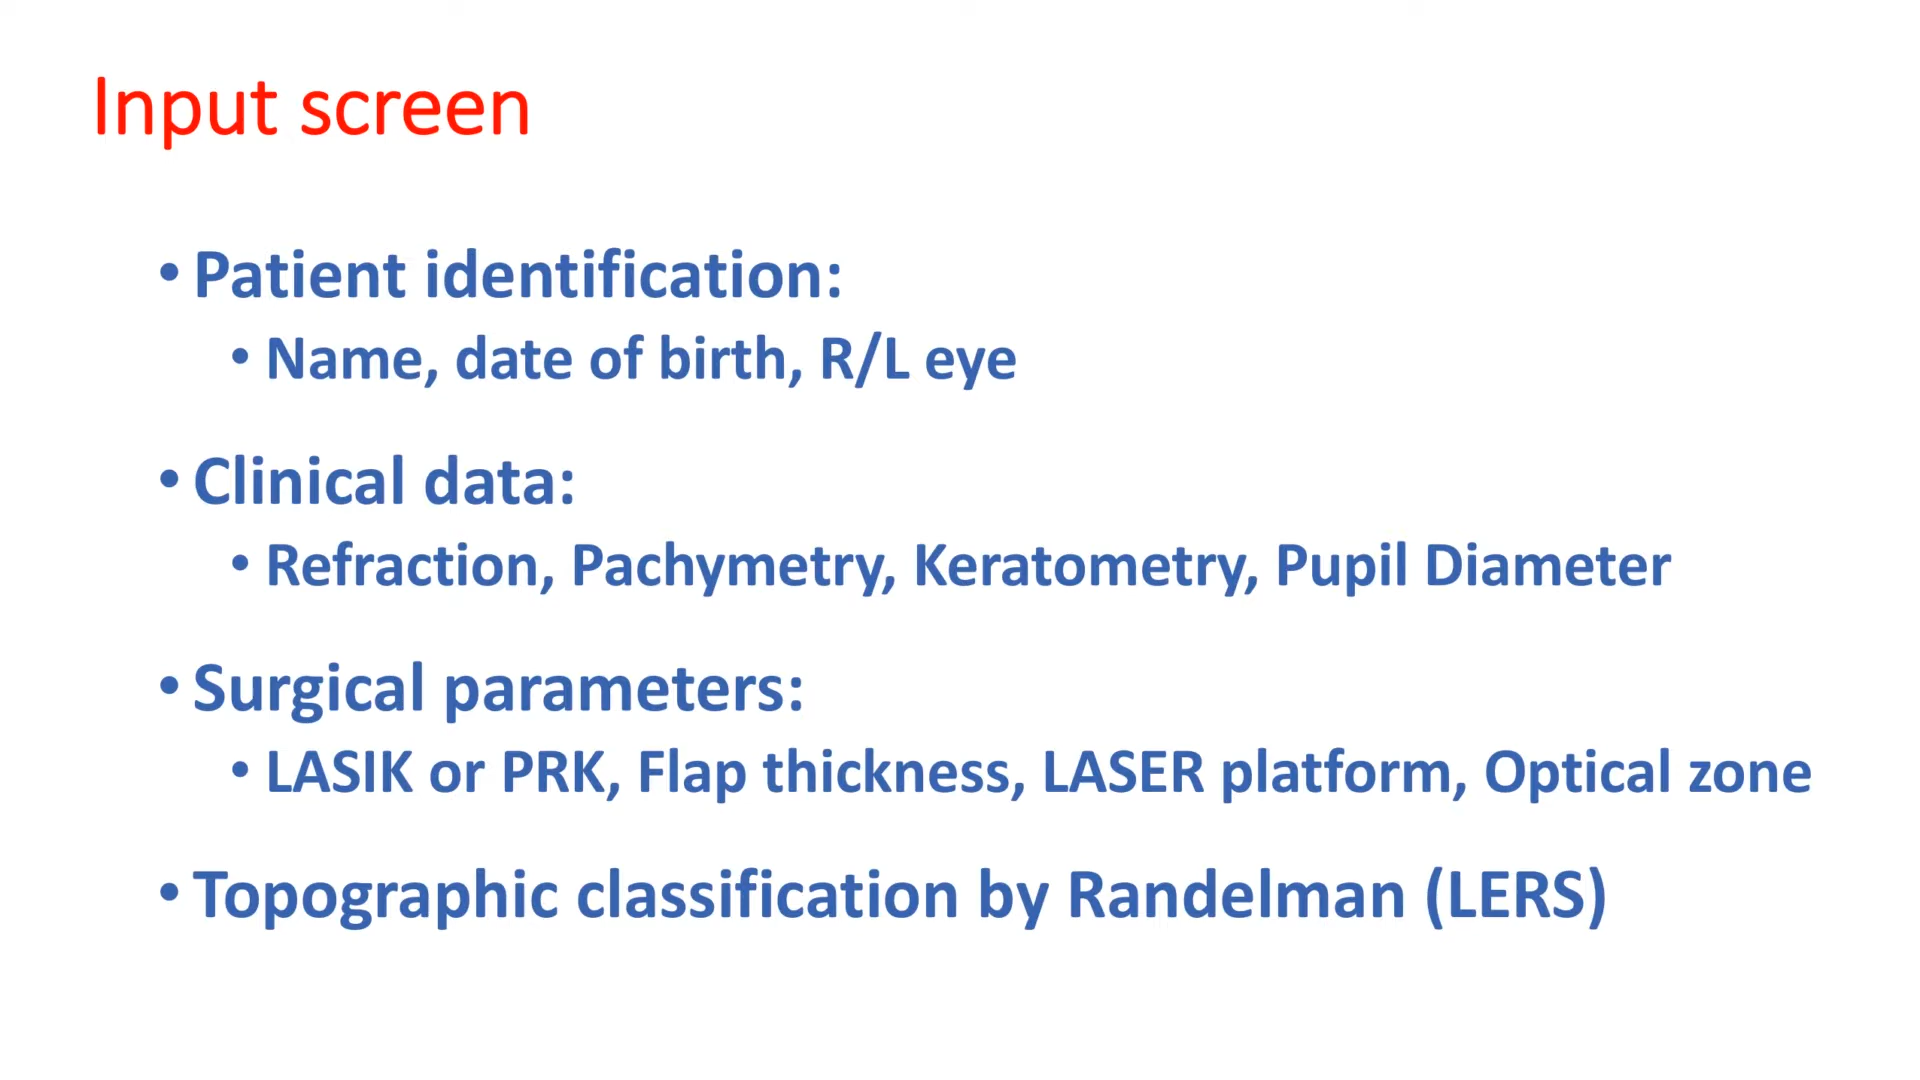 Input screen
• Patient identification:
• Name, date of birth, R/L eye
• Clinical data:
• Refraction, Pachymetry, Keratometry, Pupil Diameter
• Surgical parameters:
• LASIK or PRK, Flap thickness, LASER platform, Optical zone
• Topographic classification by Randelman (LERS)